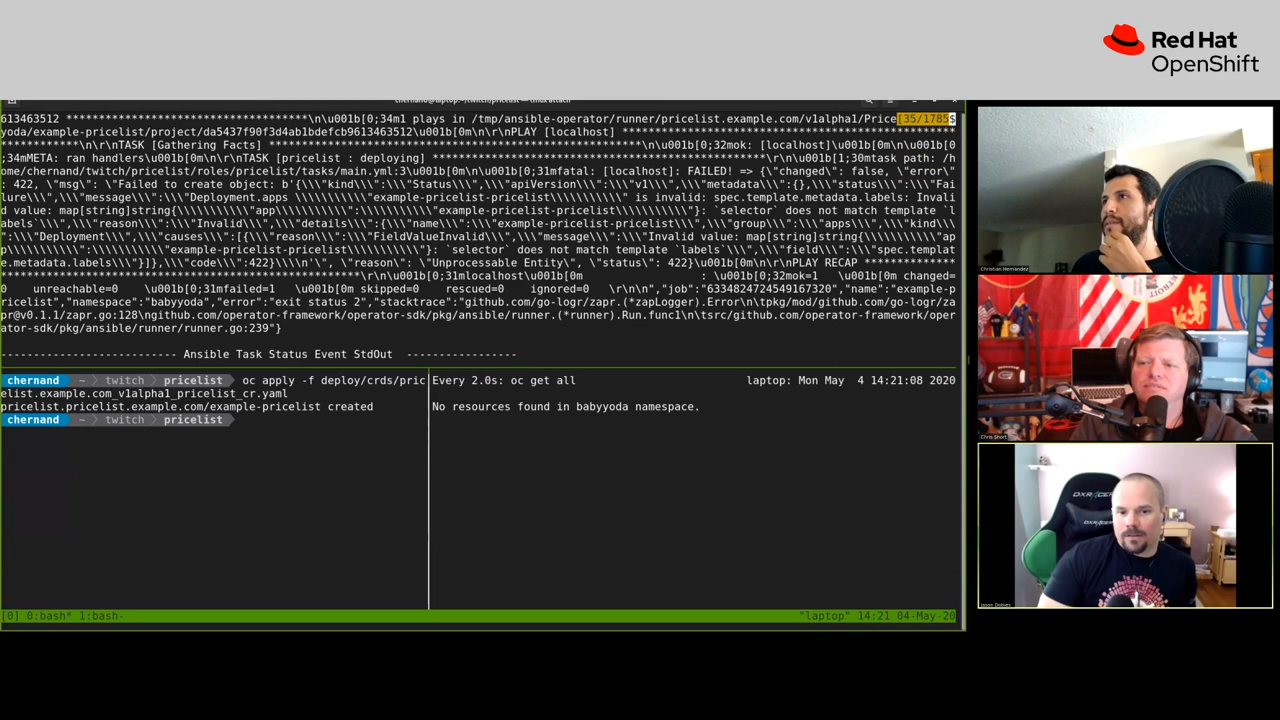 Red Hat
OpenShift
chernand@laptop:~/twitch/pricelist — tmux attach
613463512 *****************************************\n\u001b[0;34m1 plays in /tmp/ansible-operator/runner/pricelist.example.com/v1alpha1/Price[35/1785$
yoda/example-pricelist/project/da5437f90f3d4ab1bdefcb9613463512\u001b[0m\n\r\nPLAY [localhost] **************************************************
*****\n\r\nTASK [Gathering Facts] *********************************************************\n\u001b[0;32mok: [localhost]\u001b[0m\n\u001b[0
;34mMETA: ran handlers\u001b[0m\n\r\nTASK [pricelist : deploying] ***************************************************\r\n\u001b[1;30mtask path: /h
ome/chernand/twitch/pricelist/roles/pricelist/tasks/main.yml:3\u001b[0m\n\u001b[0;31mfatal: [localhost]: FAILED! => {\"changed\": false, \"error\"
: 422, \"msg\": \"Failed to create object: b'{\\\"kind\\\":\\\"Status\\\",\\\"apiVersion\\\":\\\"v1\\\",\\\"metadata\\\":{},\\\"status\\\":\\\"Fai
lure\\\",\\\"message\\\":\\\"Deployment.apps \\\\\\\"example-pricelist-pricelist\\\\\\\" is invalid: spec.template.metadata.labels: Invali
d value: map[string]string{\\\\\\\"app\\\\\\\":\\\\\\\"example-pricelist-pricelist\\\\\\\"}: `selector` does not match template `l
abels`\\\",\\\"reason\\\":\\\"Invalid\\\",\\\"details\\\":{\\\"name\\\":\\\"example-pricelist-pricelist\\\",\\\"group\\\":\\\"apps\\\",\\\"kind\\
\":\\\"Deployment\\\",\\\"causes\\\":[{\\\"reason\\\":\\\"FieldValueInvalid\\\",\\\"message\\\":\\\"Invalid value: map[string]string{\\\\\\\"ap
p\\\\\\\":\\\\\\\"example-pricelist-pricelist\\\\\\\"}: `selector` does not match template `labels`\\\",\\\"field\\\":\\\"spec.templat
e.metadata.labels\\\"}]},\\\"code\\\":422}\\\n'\", \"reason\": \"Unprocessable Entity\", \"status\": 422}\u001b[0m\n\r\nPLAY RECAP **************
*******************************************************\r\n\u001b[0;31mlocalhost\u001b[0m : \u001b[0;32mok=1 \u001b[0m changed=
0 unreachable=0 \u001b[0;31mfailed=1 \u001b[0m skipped=0 rescued=0 ignored=0 \r\n\n","job":"6334824724549167320","name":"example-p
ricelist","namespace":"babyyoda","error":"exit status 2","stacktrace":"github.com/go-logr/zapr.(*zapLogger).Error\n\tpkg/mod/github.com/go-logr/za
pr@v0.1.1/zapr.go:128\ngithub.com/operator-framework/operator-sdk/pkg/ansible/runner.(*runner).Run.func1\n\tsrc/github.com/operator-framework/oper
ator-sdk/pkg/ansible/runner/runner.go:239"}
--------------------------- Ansible Task Status Event StdOut -----------------
chernand ~ twitch pricelist oc apply -f deploy/crds/pric
elist.example.com_v1alpha1_pricelist_cr.yaml
pricelist.pricelist.example.com/example-pricelist created
chernand ~ twitch pricelist
Every 2.0s: oc get all laptop: Mon May 4 14:21:08 2020
No resources found in babyyoda namespace.
[0] 0:bash* 1:bash- "laptop" 14:21 04-May-20
Christian Hernandez
Chris Short
Jason Dobies
DXRACER